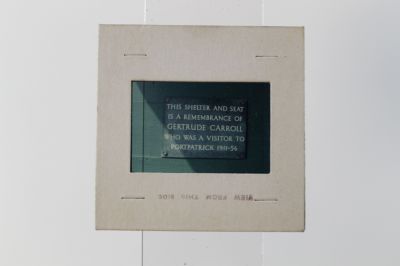 THIS SHELTER AND SEAT
IS A REMEMBRANCE OF
GERTRUDE CARROLL
WHO WAS A VISITOR TO
PORTPATRICK 1911-56
VIEW FROM THIS SIDE